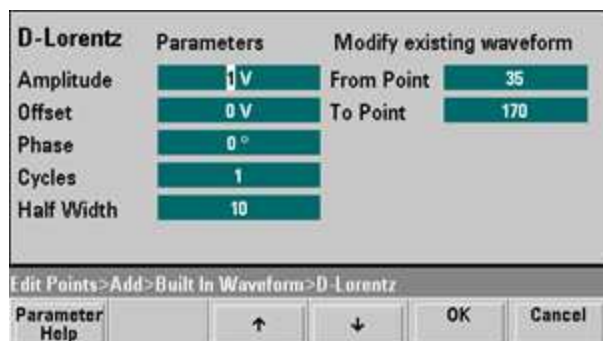 D-Lorentz Parameters Modify existing waveform
Amplitude 1 V From Point 35
Offset 0 V To Point 170
Phase 0 °
Cycles 1
Half Width 10
Edit Points>Add>Built In Waveform>D-Lorentz
Parameter Help ↑ ↓ OK Cancel